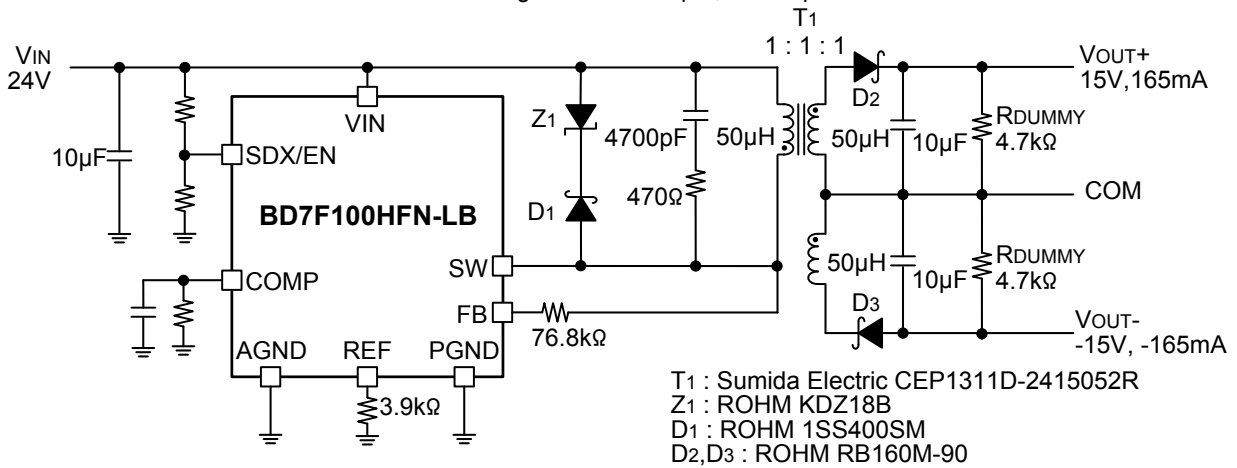 T1
1 : 1 : 1
VIN
24V
VOUT+
15V,165mA
D2
VIN
Z1
4700pF
50µH
50µH
10µF
RDUMMY
4.7kΩ
10µF
SDX/EN
470Ω
COM
D1
BD7F100HFN-LB
SW
50µH
10µF
RDUMMY
4.7kΩ
COMP
FB
76.8kΩ
D3
VOUT-
-15V, -165mA
AGND
REF
PGND
3.9kΩ
T1 : Sumida Electric CEP1311D-2415052R
Z1 : ROHM KDZ18B
D1 : ROHM 1SS400SM
D2,D3 : ROHM RB160M-90